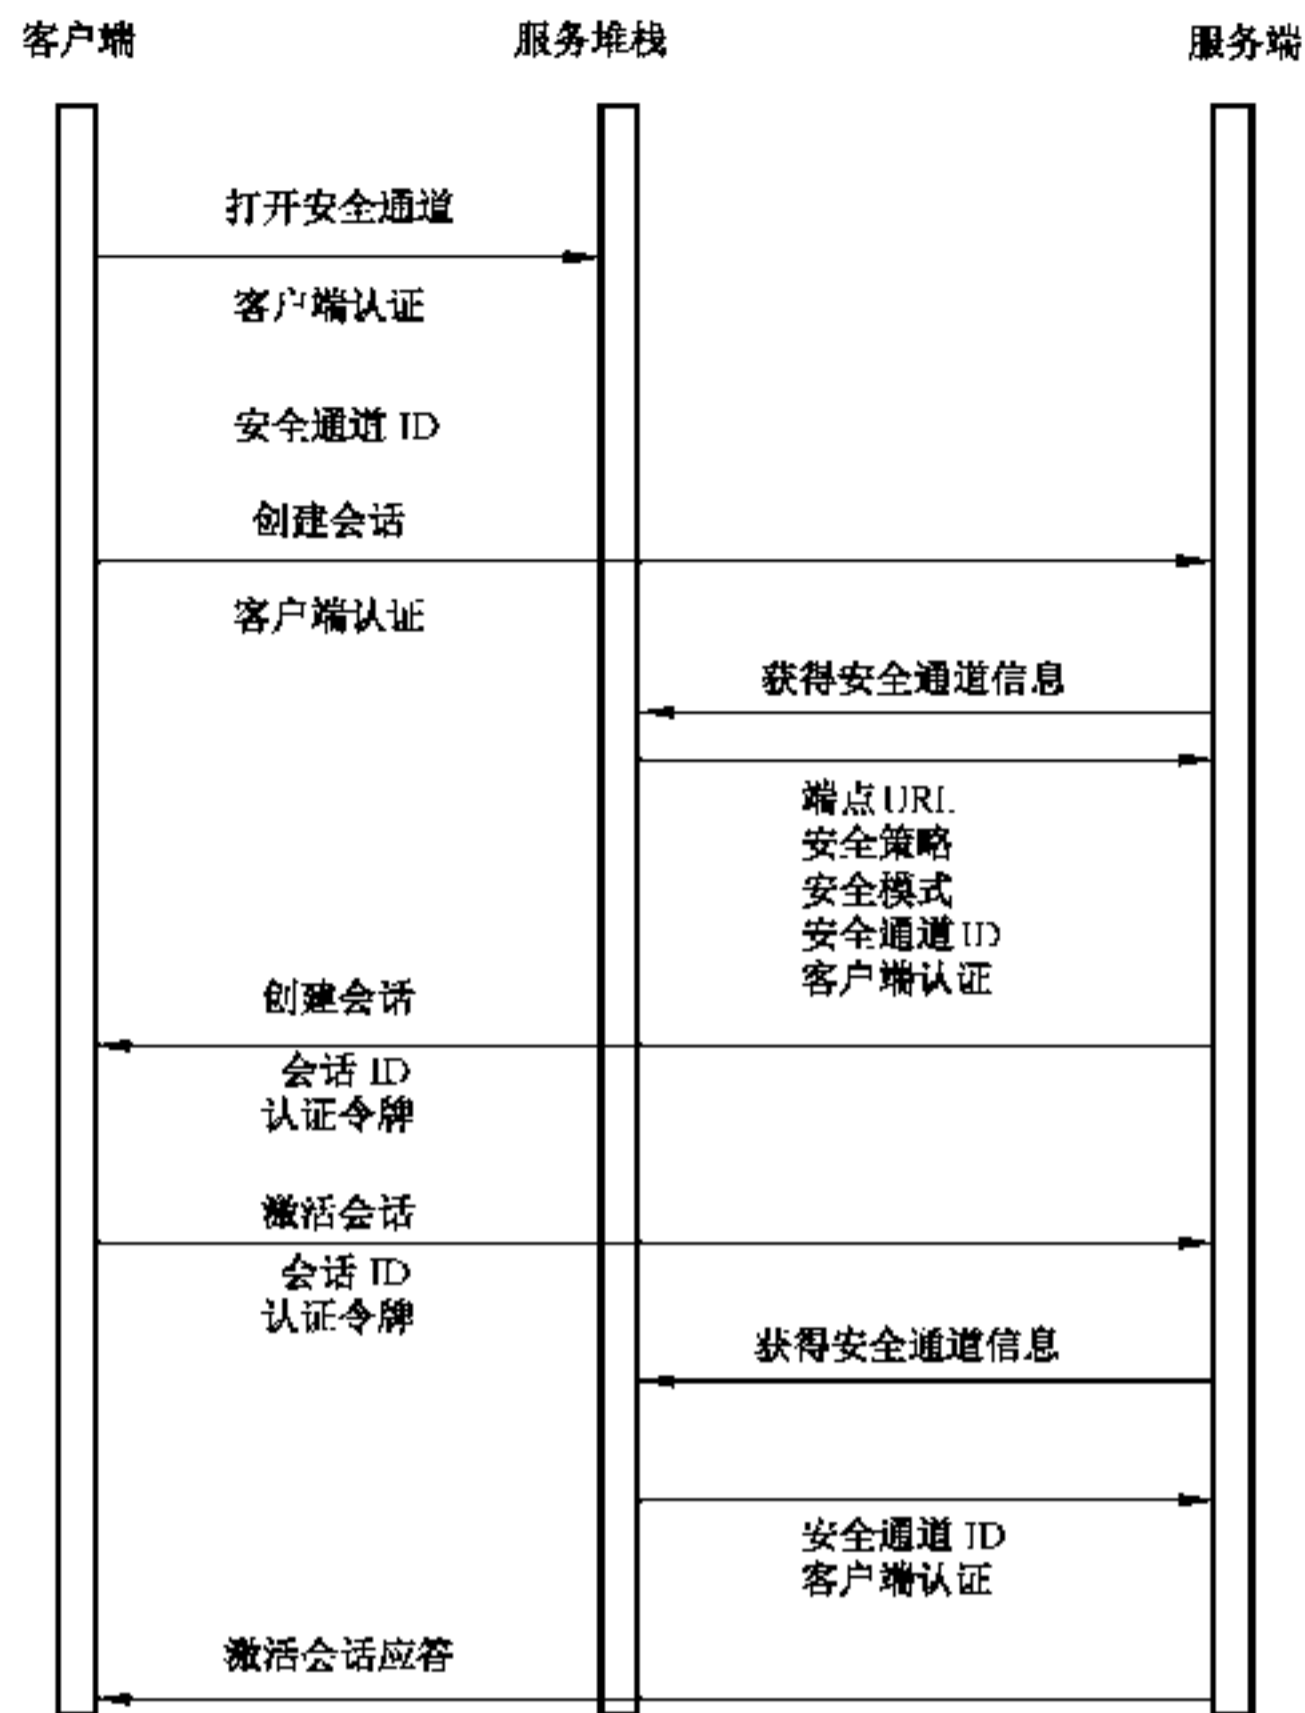 客户端
服务堆栈
服务端
打开安全通道
客户端认证
安全通道 ID
创建会话
客户端认证
获得安全通道信息
端点URL
安全策略
安全模式
安全通道ID
客户端认证
创建会话
会话 ID
认证令牌
激活会话
会话 ID
认证令牌
获得安全通道信息
安全通道 ID
客户端认证
激活会话应答